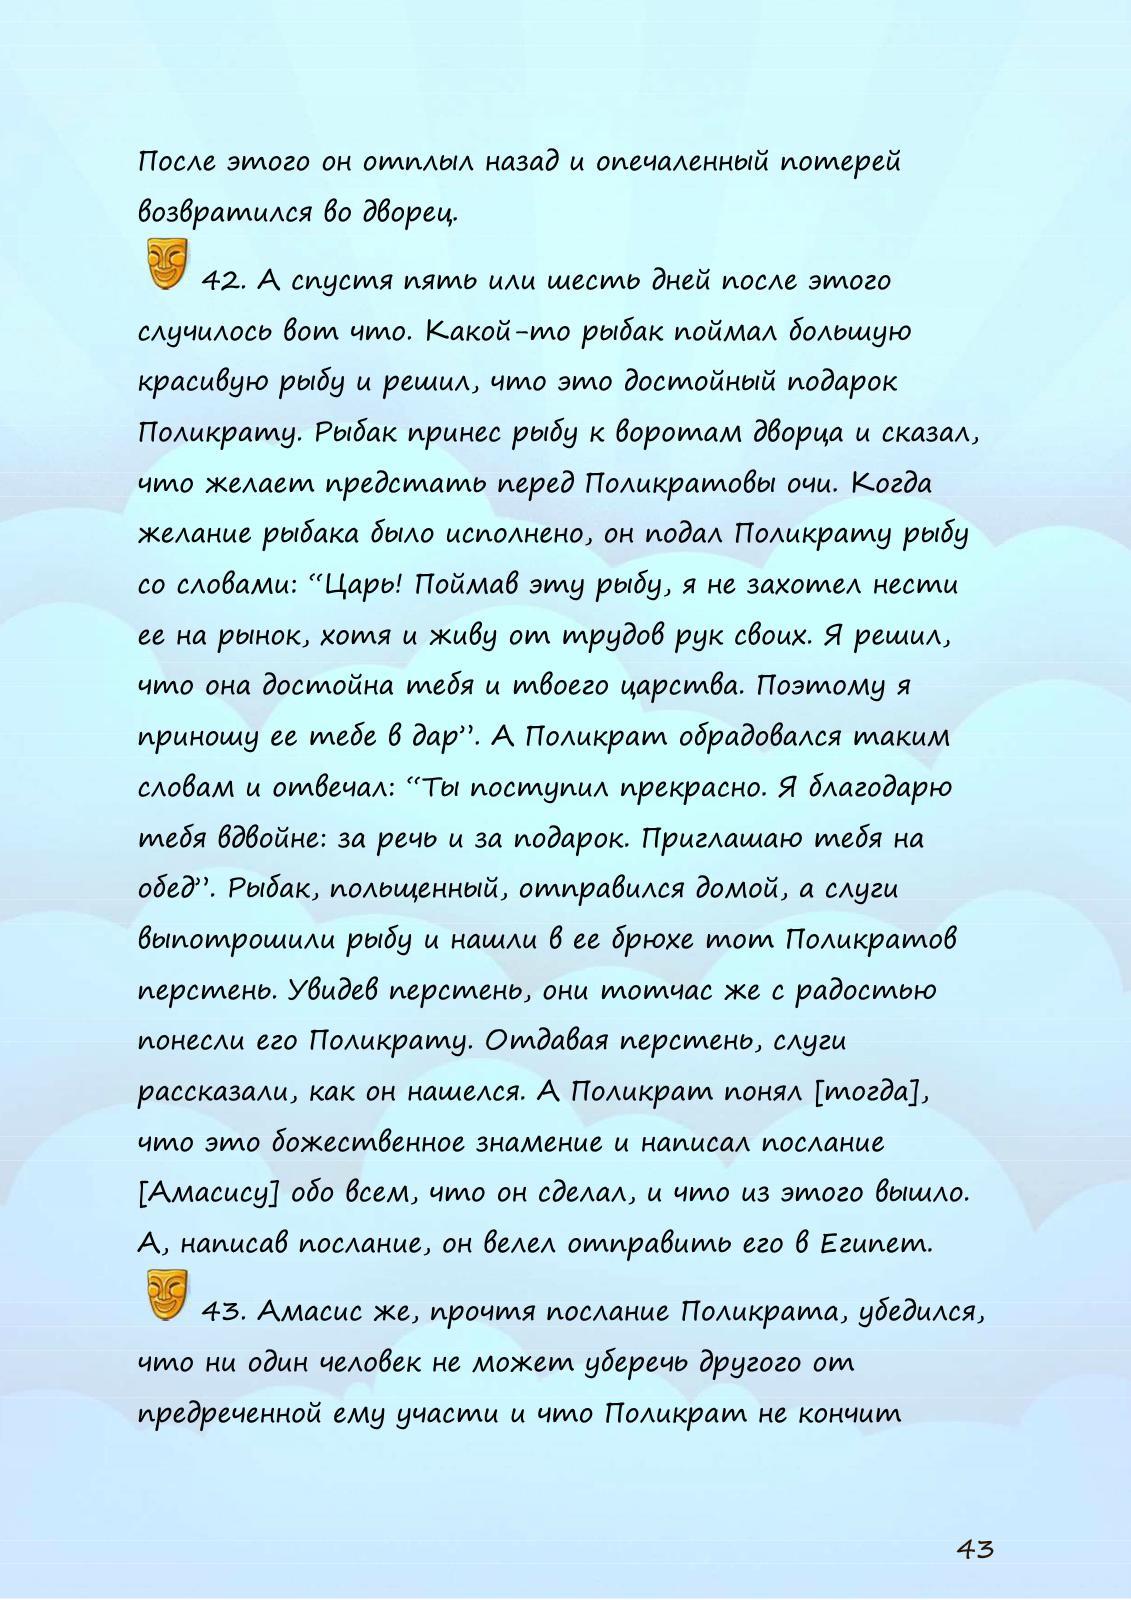 После этого он отплыл назад и опечаленный потерей
возвратился во дворец.
42. А спустя пять или шесть дней после этого
случилось вот что. Какой-то рыбак поймал большую
красивую рыбу и решил, что это достойный подарок
Поликрату. Рыбак принес рыбу к воротам дворца и сказал,
что желает предстать перед Поликратовы очи. Когда
желание рыбака было исполнено, он подал Поликрату рыбу
со словами: “Царь! Поймав эту рыбу, я не захотел нести
ее на рынок, хотя и живу от трудов рук своих. Я решил,
что она достойна тебя и твоего царства. Поэтому я
приношу ее тебе в дар”. А Поликрат обрадовался таким
словам и отвечал: “Ты поступил прекрасно. Я благодарю
тебя вдвойне: за речь и за подарок. Приглашаю тебя на
обед”. Рыбак, польщенный, отправился домой, а слуги
выпотрошили рыбу и нашли в ее брюхе тот Поликратов
перстень. Увидев перстень, они тотчас же с радостью
понесли его Поликрату. Отдавая перстень, слуги
рассказали, как он нашелся. А Поликрат понял [тогда],
что это божественное знамение и написал послание
[Амасису] обо всем, что он сделал, и что из этого вышло.
А, написав послание, он велел отправить его в Египет.
43. Амасис же, прочтя послание Поликрата, убедился,
что ни один человек не может уберечь другого от
предреченной ему участи и что Поликрат не кончит
43